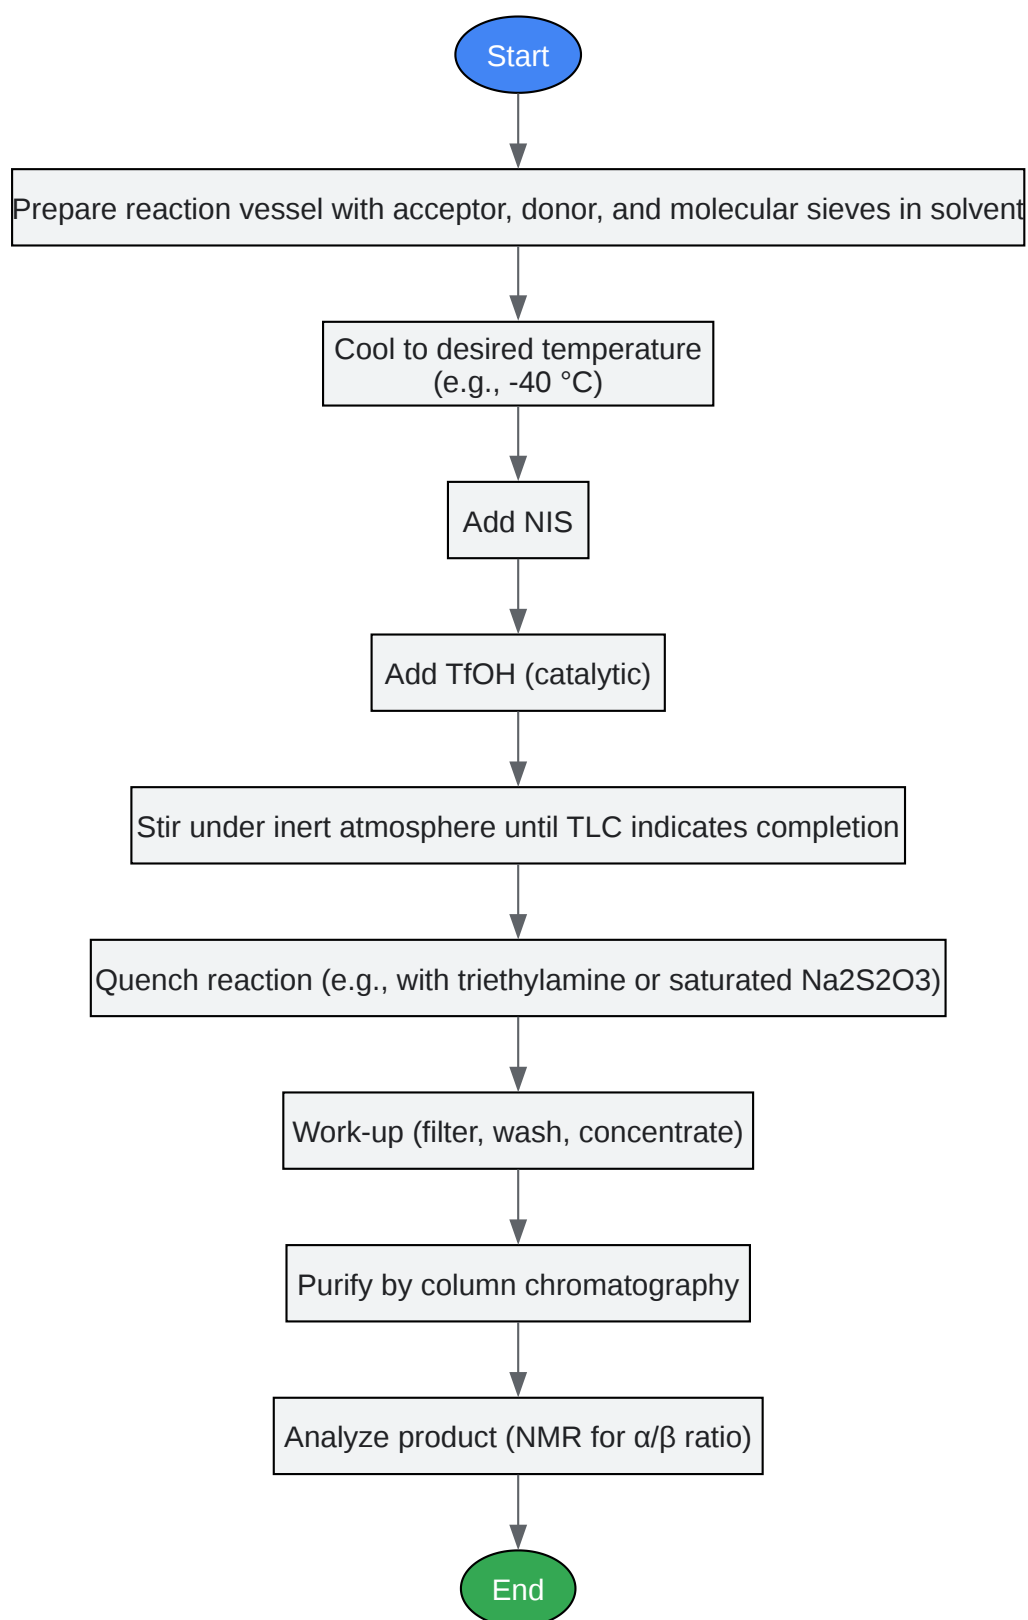 Start
Prepare reaction vessel with acceptor, donor, and molecular sieves in solvent
Cool to desired temperature
(e.g., -40 °C)
Add NIS
Add TfOH (catalytic)
Stir under inert atmosphere until TLC indicates completion
Quench reaction (e.g., with triethylamine or saturated Na2S2O3)
Work-up (filter, wash, concentrate)
Purify by column chromatography
Analyze product (NMR for α/β ratio)
End